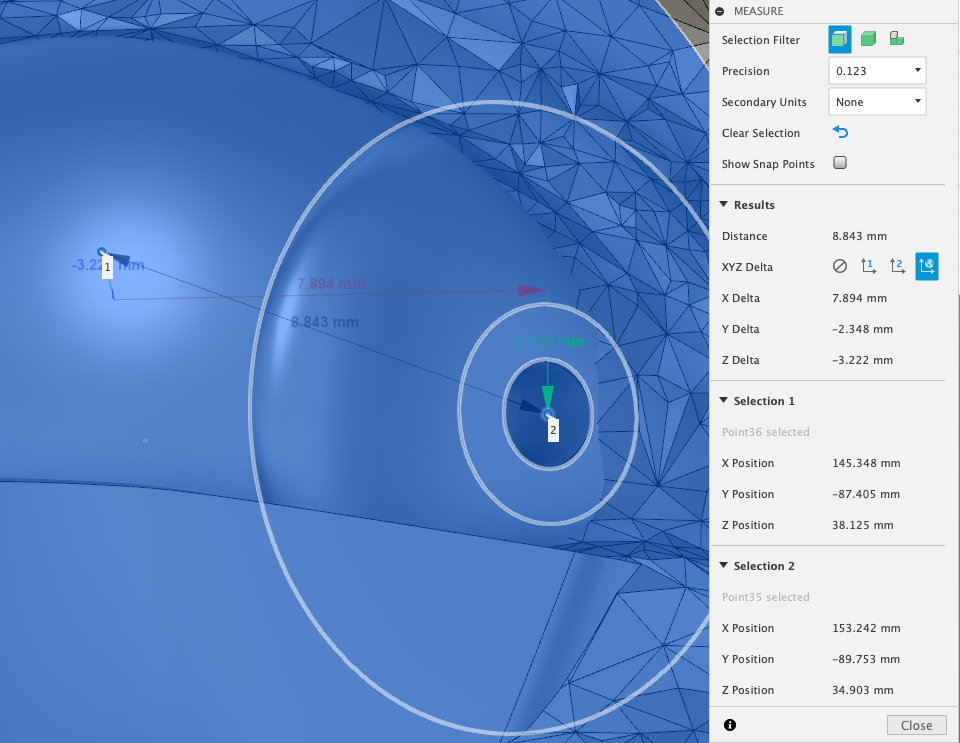 MEASURE
Selection Filter
Precision 0.123
Secondary Units None
Clear Selection
Show Snap Points
Results
Distance 8.843 mm
XYZ Delta 1 2
X Delta 7.894 mm
Y Delta −2.348 mm
Z Delta −3.222 mm
Selection 1
Point36 selected
X Position 145.348 mm
Y Position −87.405 mm
Z Position 38.125 mm
Selection 2
Point35 selected
X Position 153.242 mm
Y Position −89.753 mm
Z Position 34.903 mm
Close
1
7.894 mm
8.843 mm
2